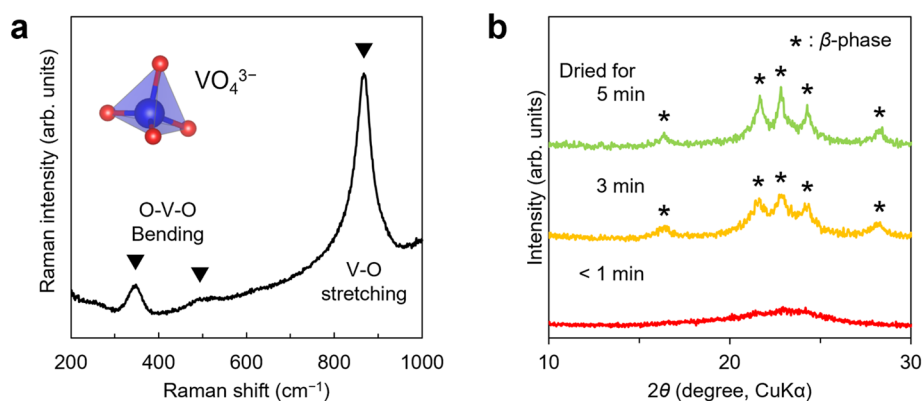 a
VO₄³⁻
O-V-O
Bending
V-O
stretching
Raman intensity (arb. units)
200 400 600 800 1000
Raman shift (cm⁻¹)
b
* : β-phase
Dried for
5 min
* * * * *
3 min
* * * * *
< 1 min
Intensity (arb. units)
10 20 30
2θ (degree, CuKα)